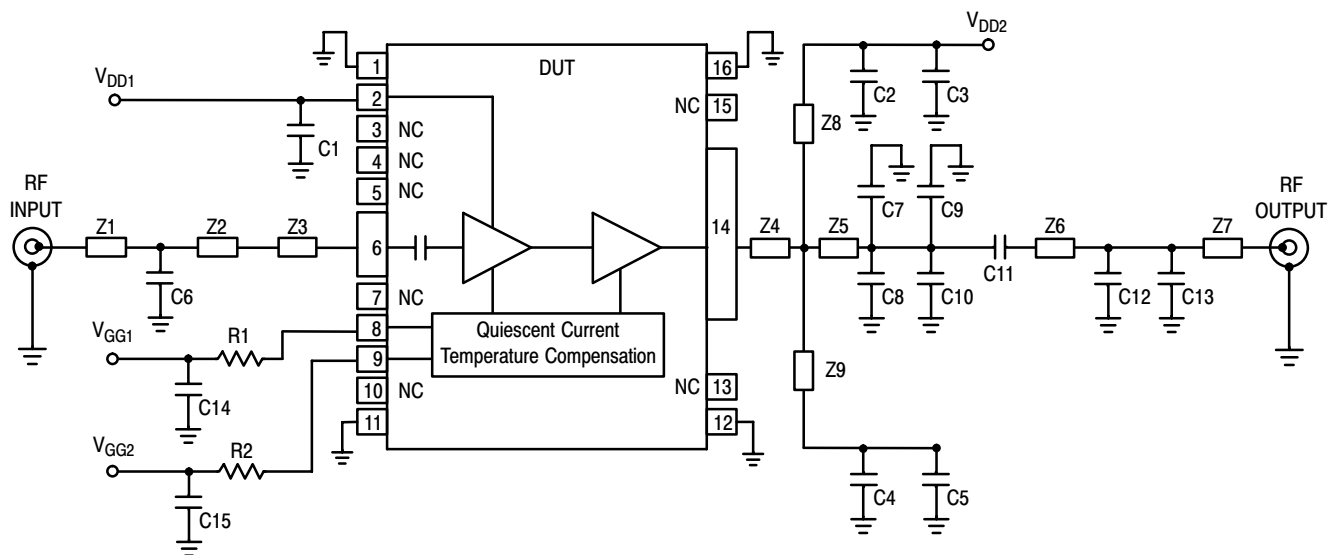 V_DD2
DUT
1
16
V_DD1
2
NC
15
C2
C3
3
NC
Z8
C1
4
NC
RF
INPUT
5
NC
C7
C9
RF
OUTPUT
14
Z1
Z2
Z3
6
Z4
Z5
Z6
Z7
C11
C6
C8
C10
C12
C13
7
NC
V_GG1
R1
8
Quiescent Current
Temperature Compensation
9
Z9
C14
10
NC
NC
13
11
12
V_GG2
R2
C4
C5
C15